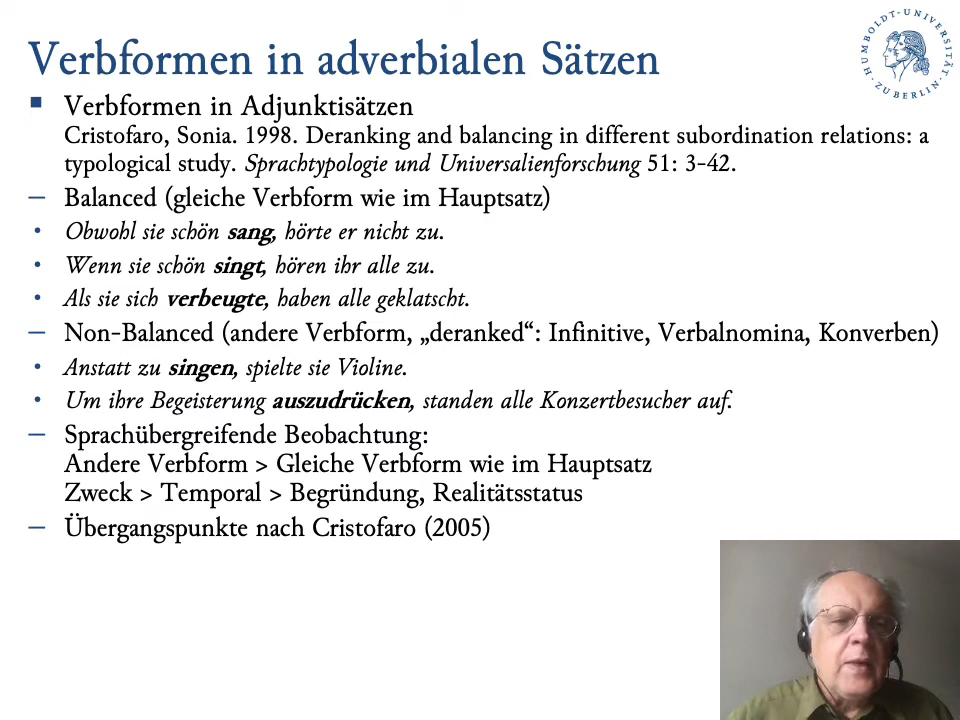 Verbformen in adverbialen Sätzen
HUMBOLDT-UNIVERSITÄT ZU BERLIN
Verbformen in Adjunktisätzen
Cristofaro, Sonia. 1998. Deranking and balancing in different subordination relations: a
typological study. Sprachtypologie und Universalienforschung 51: 3-42.
– Balanced (gleiche Verbform wie im Hauptsatz)
• Obwohl sie schön sang, hörte er nicht zu.
• Wenn sie schön singt, hören ihr alle zu.
• Als sie sich verbeugte, haben alle geklatscht.
– Non-Balanced (andere Verbform, „deranked“: Infinitive, Verbalnomina, Konverben)
• Anstatt zu singen, spielte sie Violine.
• Um ihre Begeisterung auszudrücken, standen alle Konzertbesucher auf.
– Sprachübergreifende Beobachtung:
Andere Verbform > Gleiche Verbform wie im Hauptsatz
Zweck > Temporal > Begründung, Realitätsstatus
– Übergangspunkte nach Cristofaro (2005)